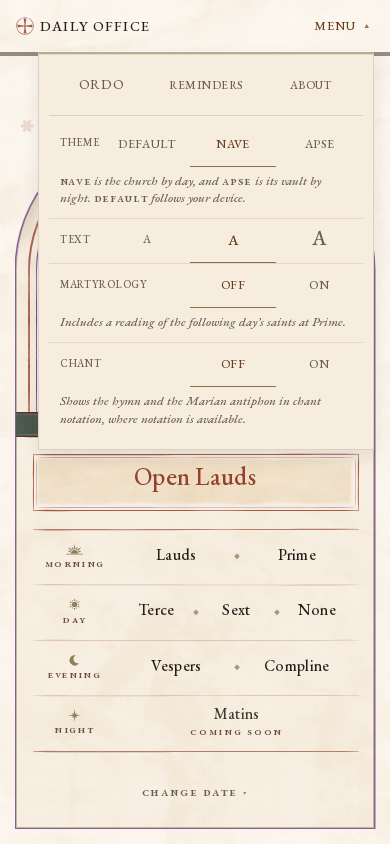 DAILY OFFICE MENU
ORDO REMINDERS ABOUT
THEME DEFAULT NAVE APSE
NAVE is the church by day, and APSE is its vault by
night. DEFAULT follows your device.
TEXT A A A
MARTYROLOGY OFF ON
Includes a reading of the following day's saints at Prime.
CHANT OFF ON
Shows the hymn and the Marian antiphon in chant
notation, where notation is available.
Open Lauds
MORNING Lauds Prime
DAY Terce Sext None
EVENING Vespers Compline
NIGHT Matins
COMING SOON
CHANGE DATE